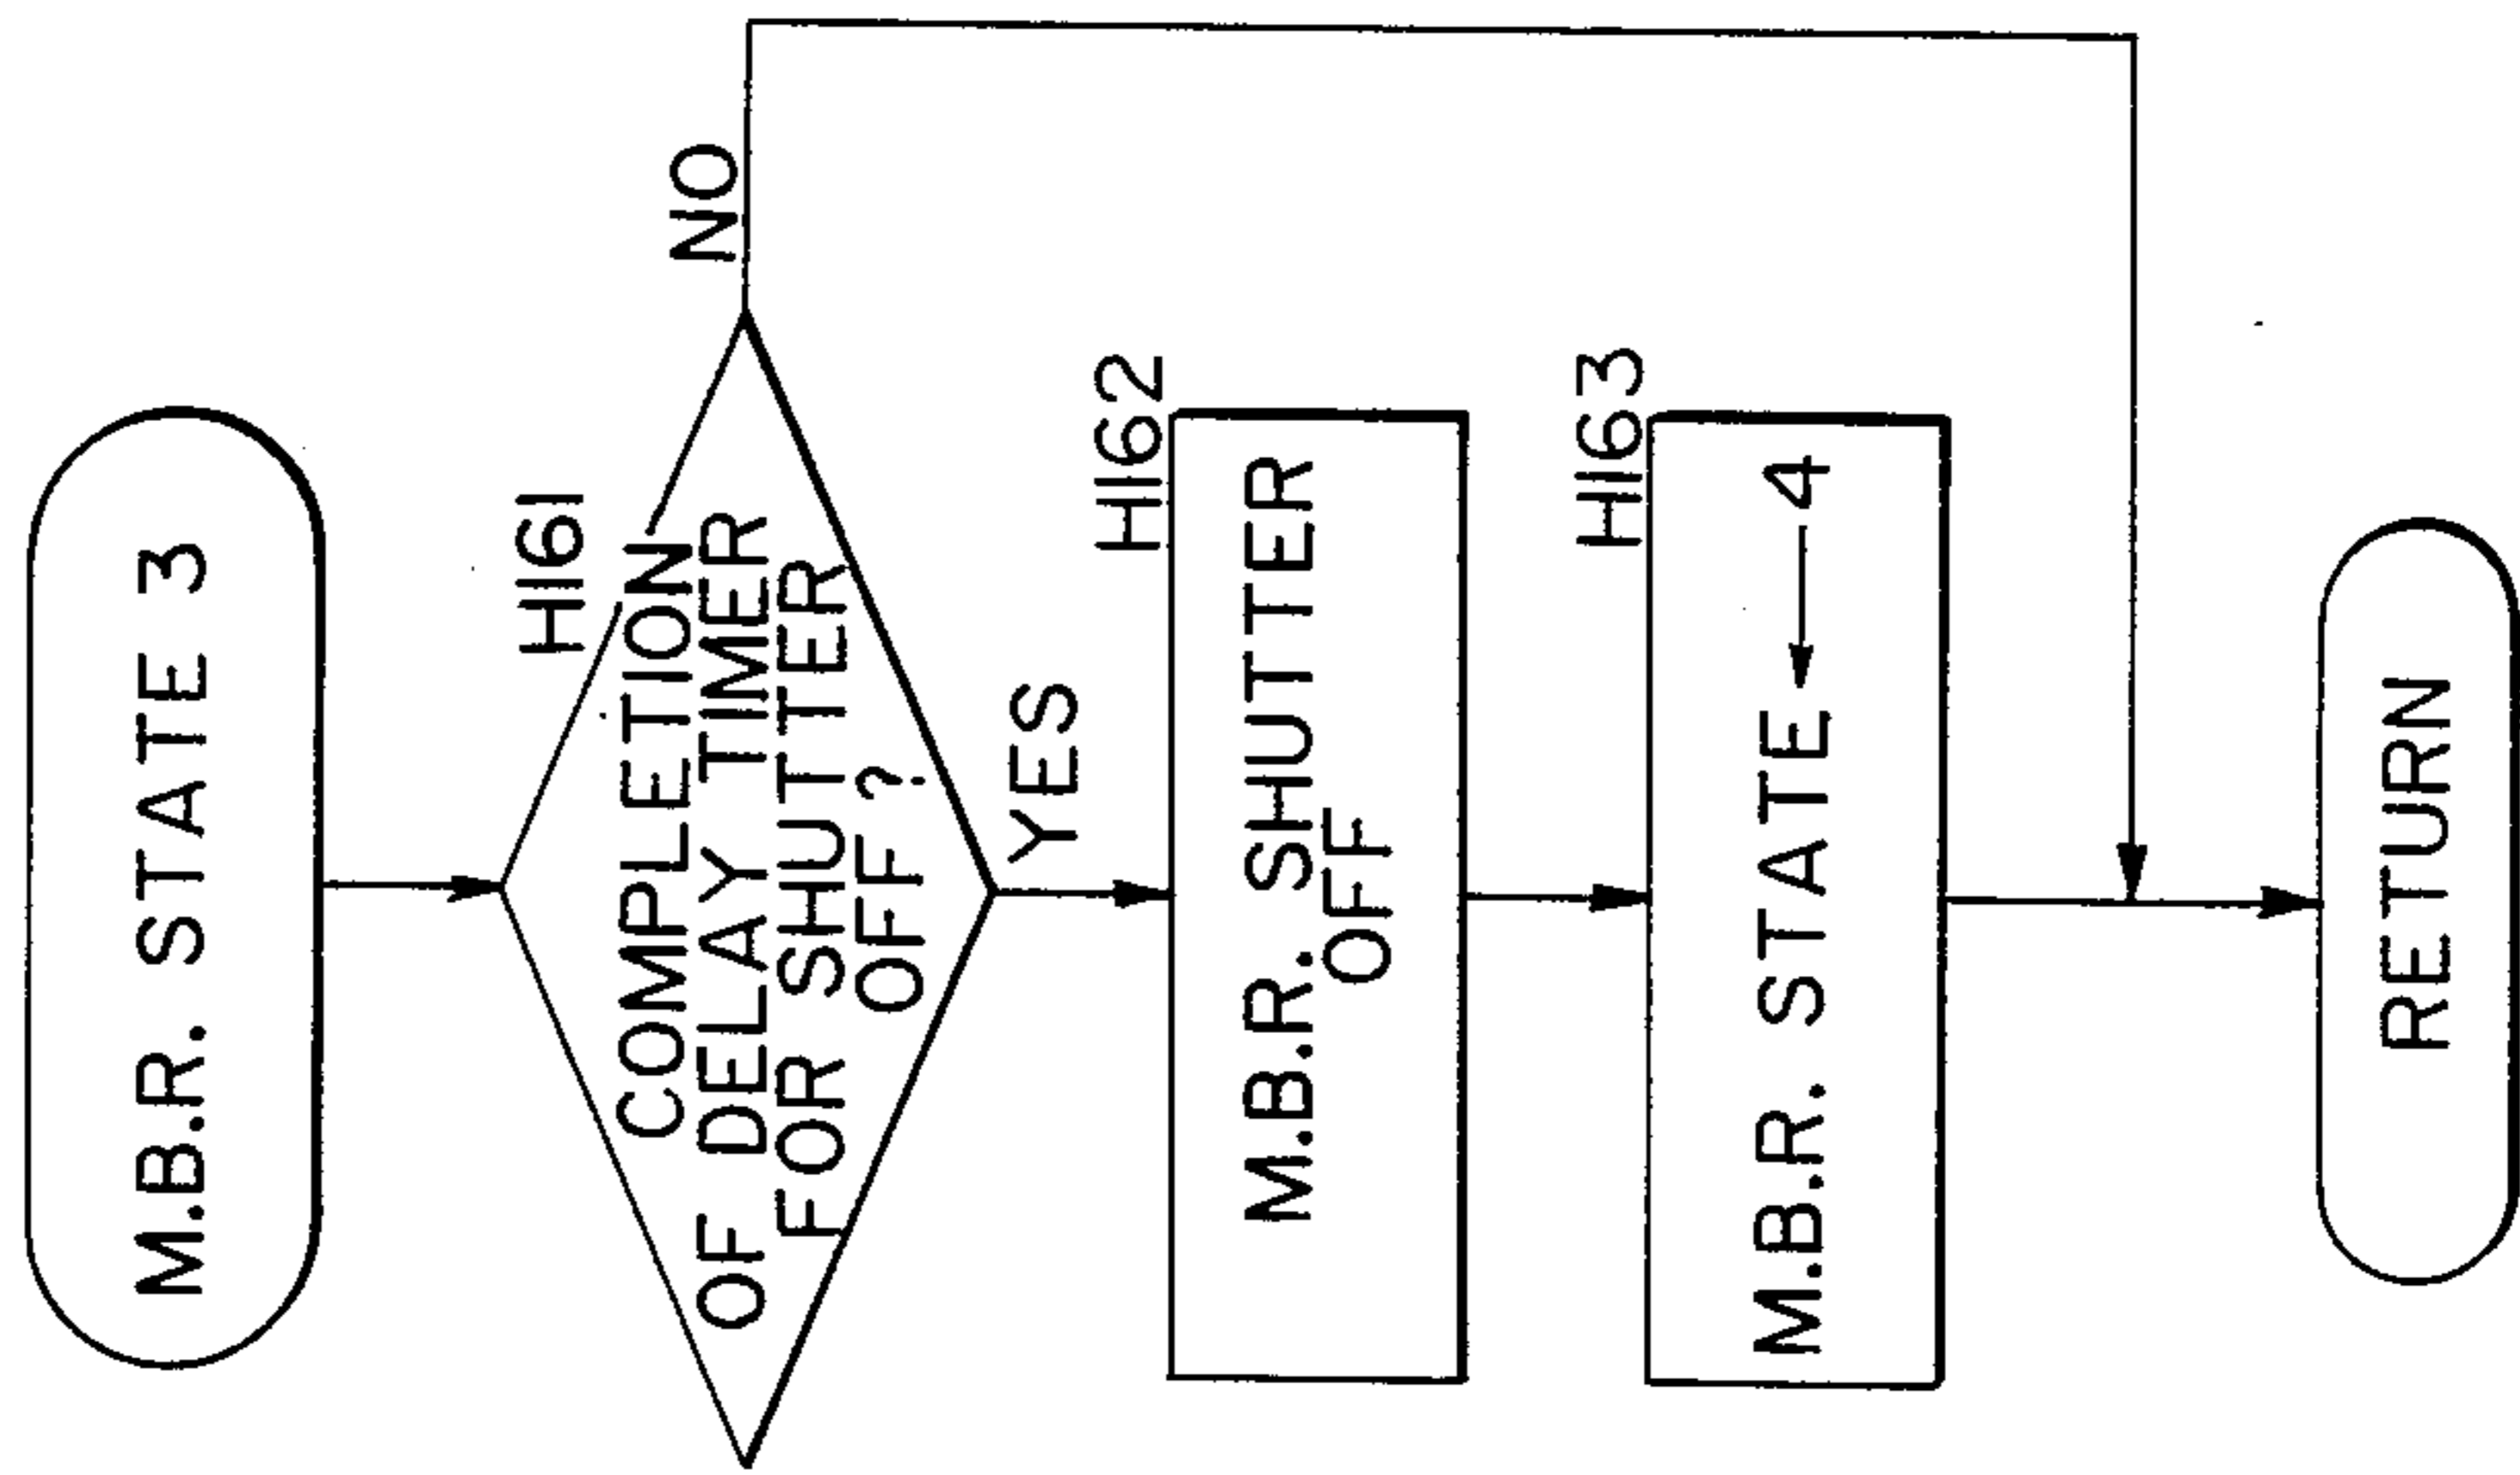 M.B.R. STATE 3
H161
COMPLETION
OF DELAY TIMER
FOR SHUTTER
OFF ?
NO
YES
H162
M.B.R. SHUTTER
OFF
H163
M.B.R. STATE ← 4
RETURN